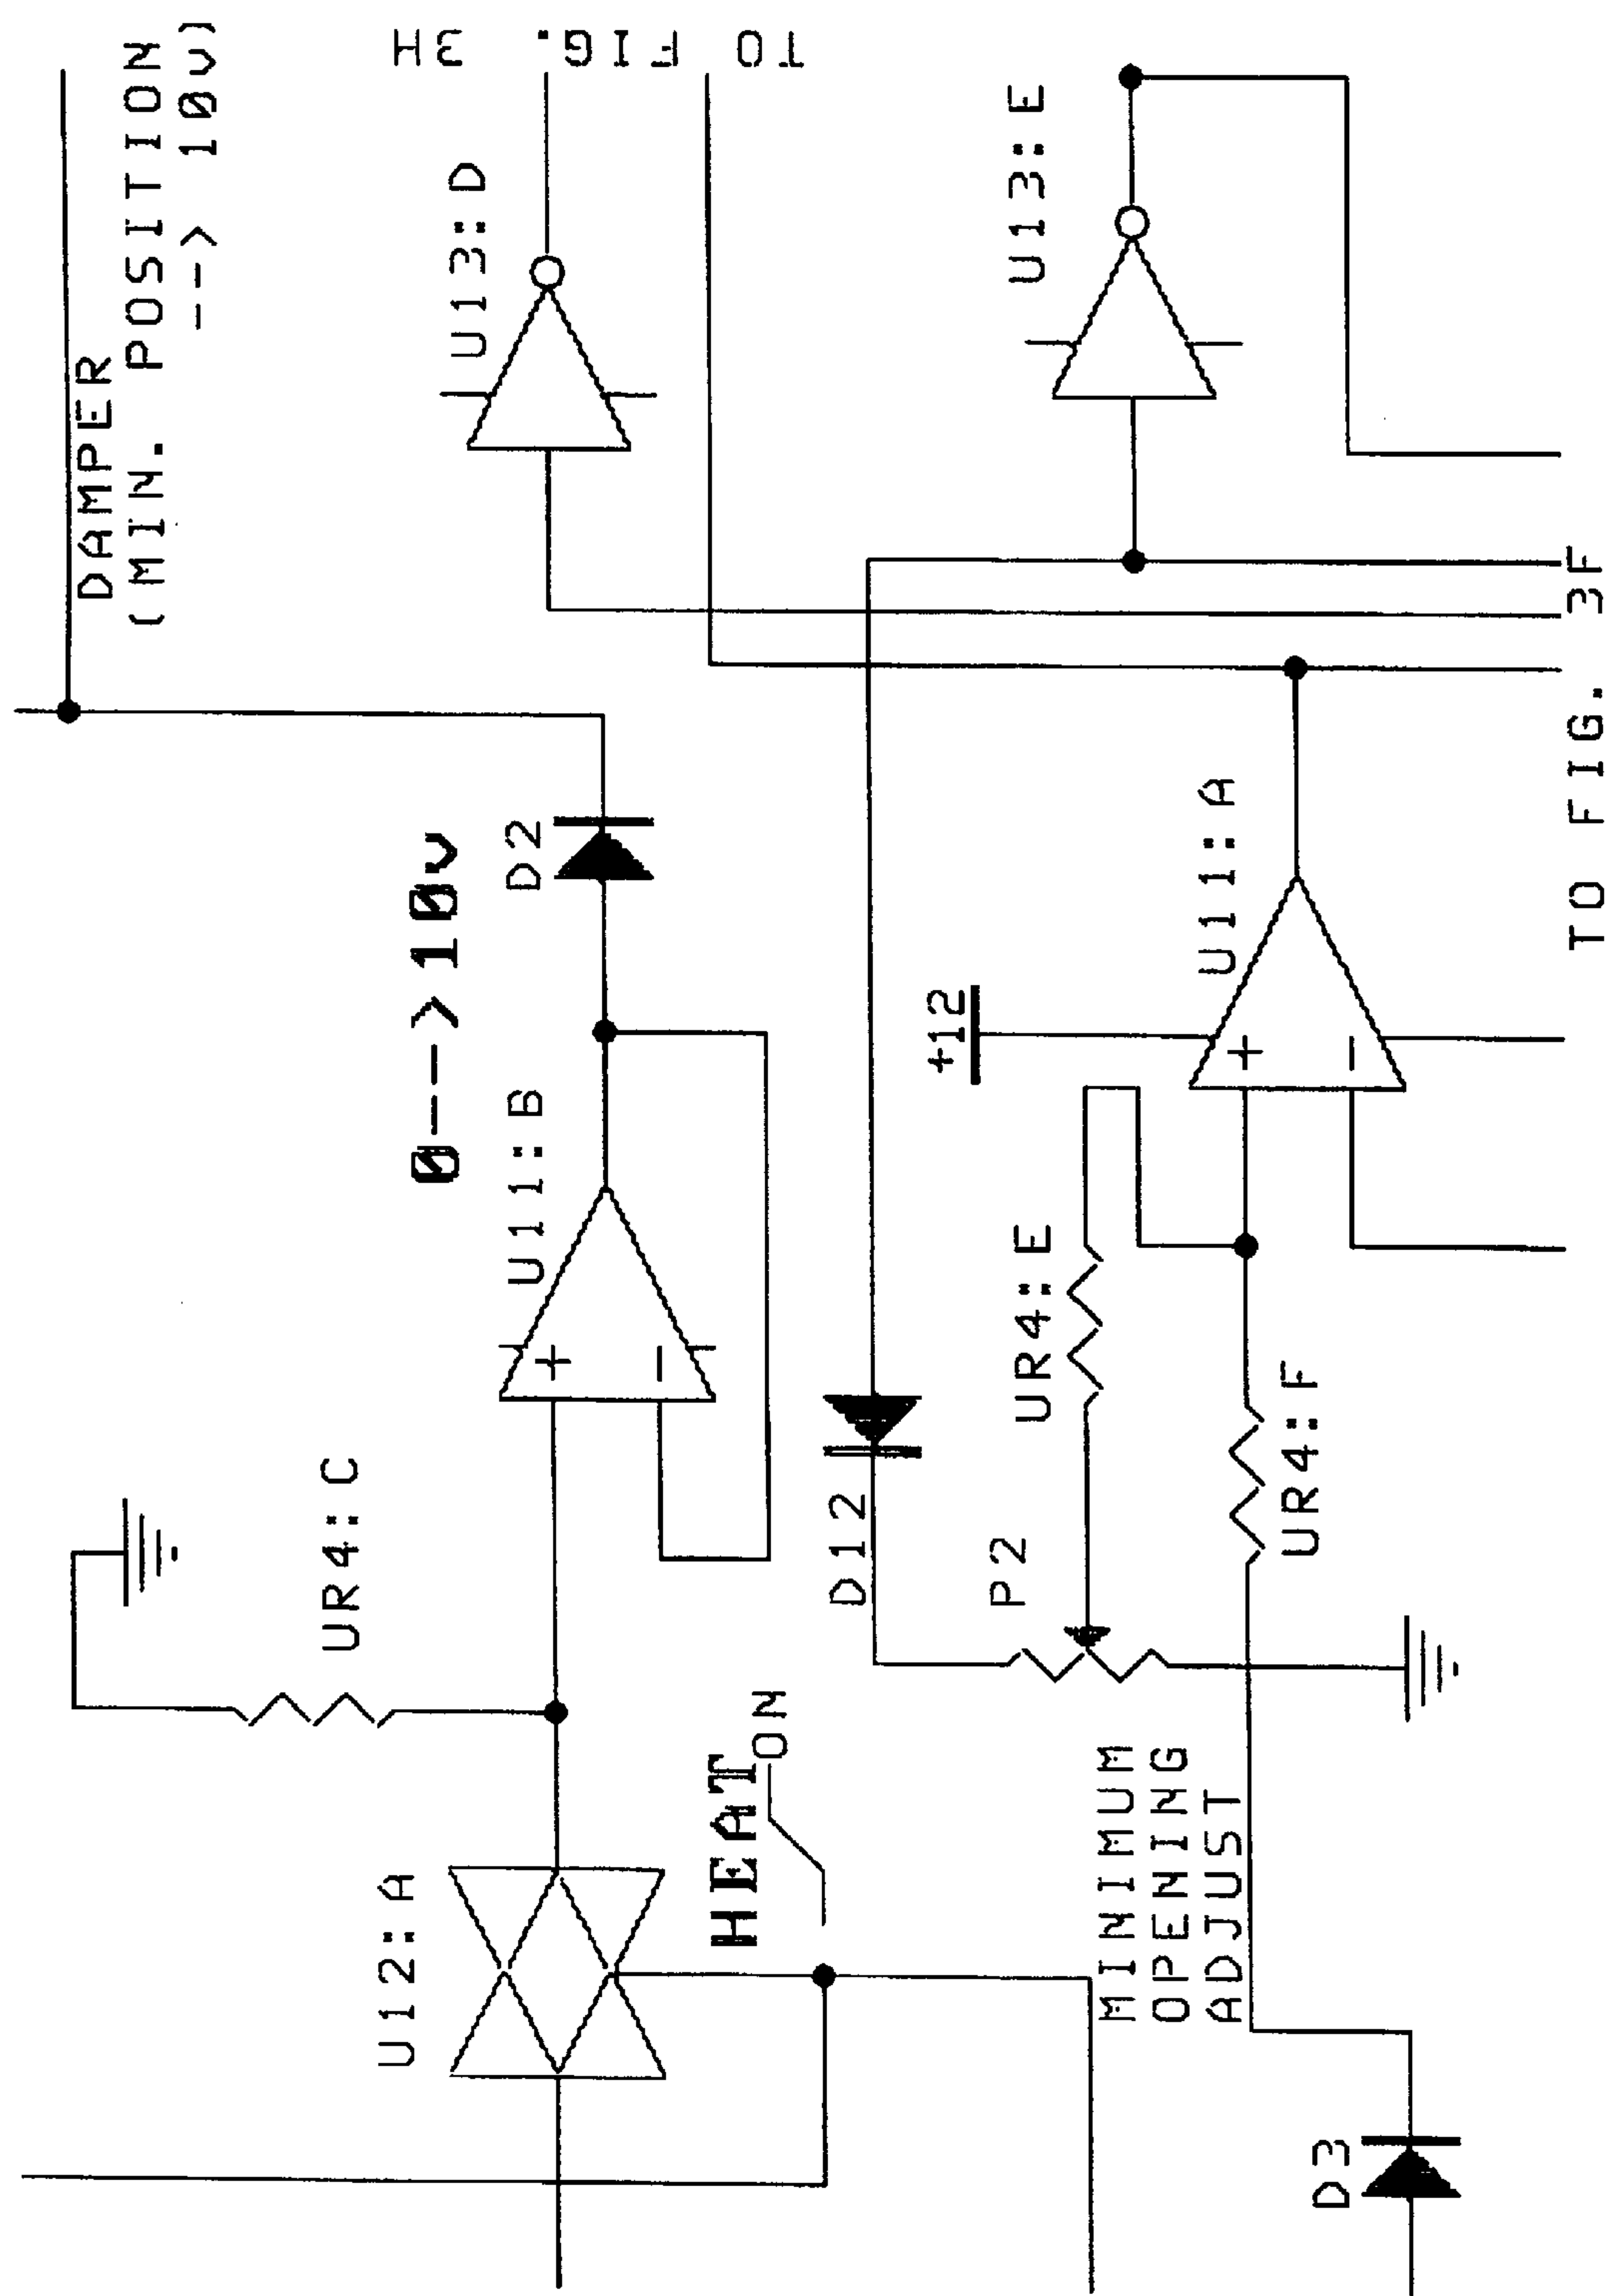 DAMPER
(MIN. POSITION
--> 10v)
TO FIG. 3H
U13::D
U13::E
0--->10v
D2
U11::B
UR4::C
U12::A
HEAT
ON
+12
U11::A
UR4::E
UR4::F
D12
P2
MINIMUM
OPENING
ADJUST
D3
+
-
+
-
TO FIG. 3F